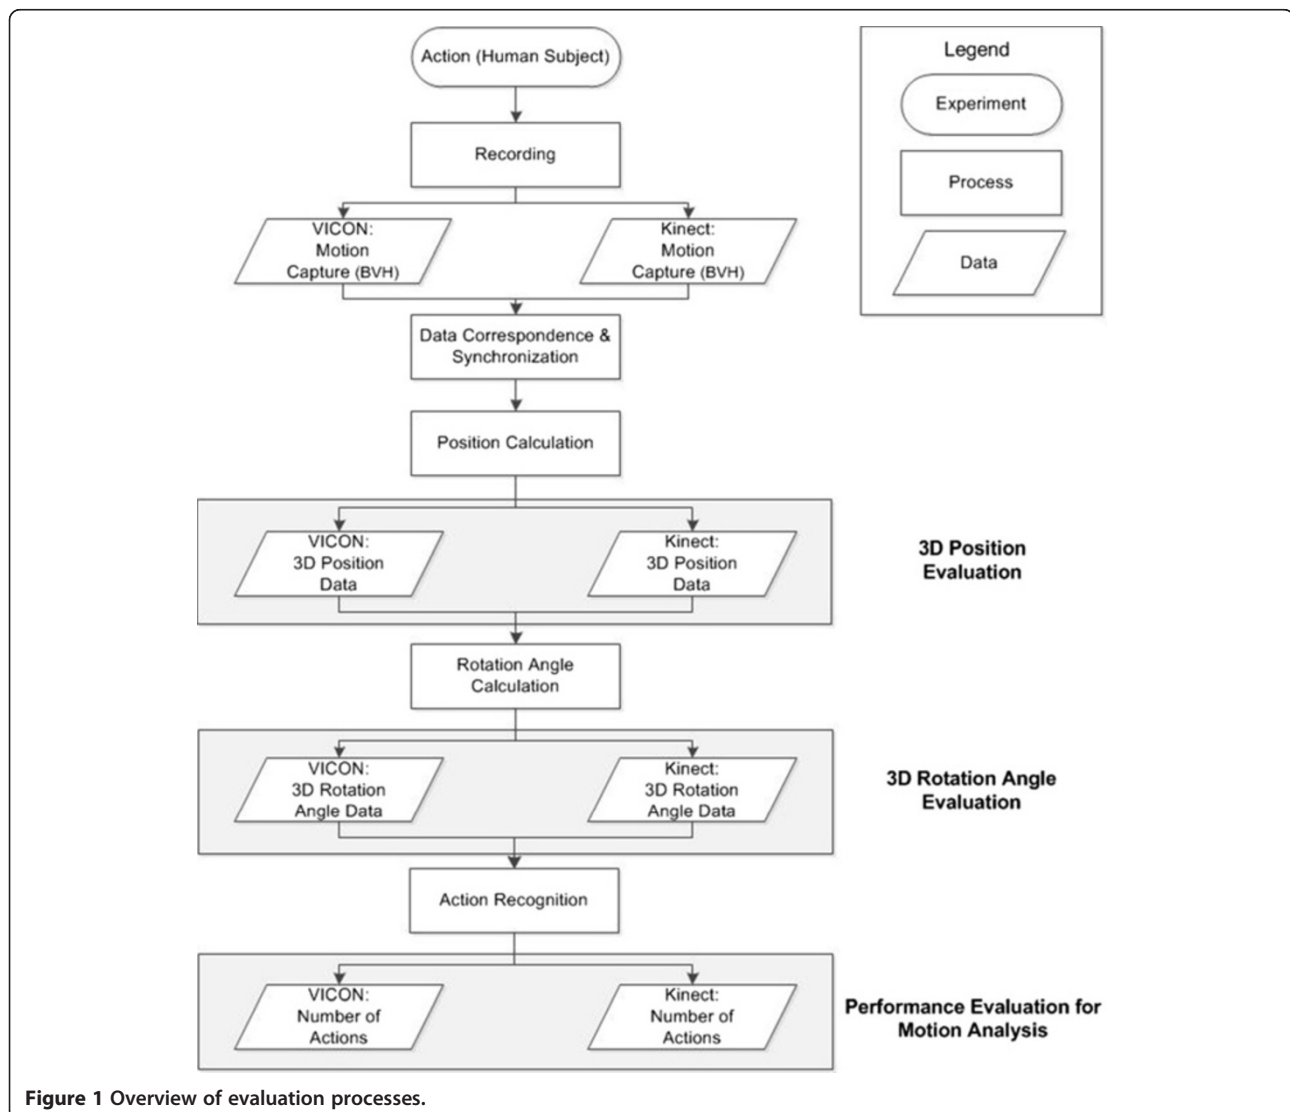 Action (Human Subject)
Legend
Experiment
Recording
Process
VICON:
Motion
Capture (BVH)
Kinect:
Motion
Capture (BVH)
Data
Data Correspondence &
Synchronization
Position Calculation
VICON:
3D Position
Data
Kinect:
3D Position
Data
3D Position
Evaluation
Rotation Angle
Calculation
VICON:
3D Rotation
Angle Data
Kinect:
3D Rotation
Angle Data
3D Rotation Angle
Evaluation
Action Recognition
VICON:
Number of
Actions
Kinect:
Number of
Actions
Performance Evaluation for
Motion Analysis
Figure 1 Overview of evaluation processes.